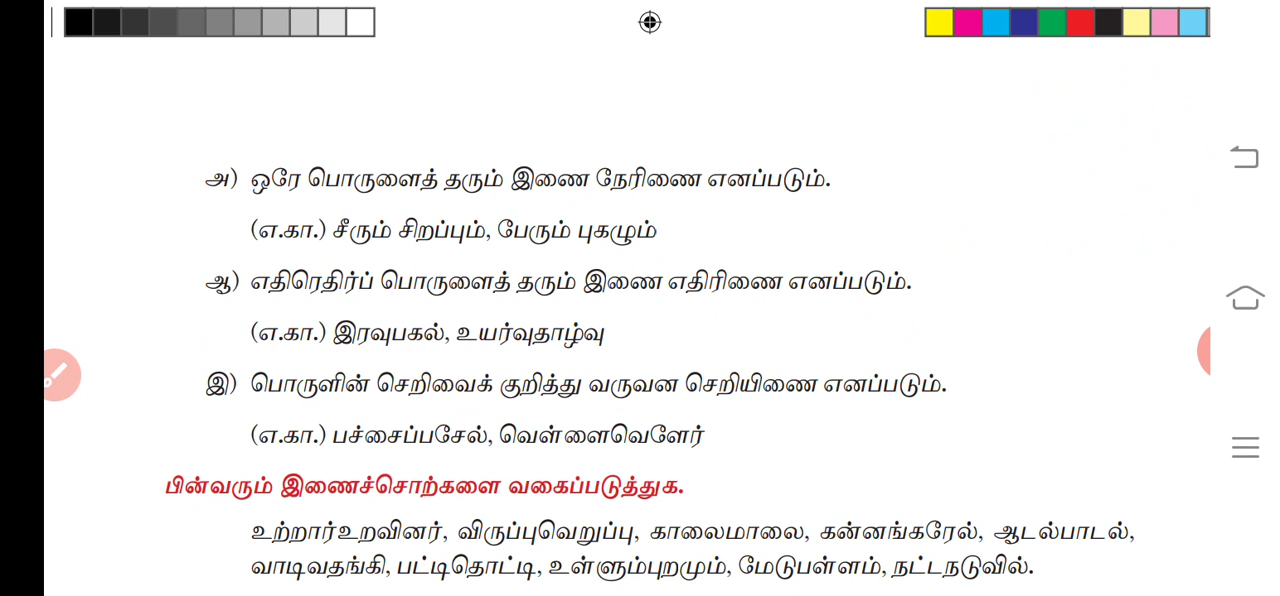 அ) ஒரே பொருளைத் தரும் இணை நேரிணை எனப்படும்.
(எ.கா.) சீரும் சிறப்பும், பேரும் புகழும்
ஆ) எதிரெதிர்ப் பொருளைத் தரும் இணை எதிரிணை எனப்படும்.
(எ.கா.) இரவுபகல், உயர்வுதாழ்வு
இ) பொருளின் செறிவைக் குறித்து வருவன செறியிணை எனப்படும்.
(எ.கா.) பச்சைப்பசேல், வெள்ளைவெளேர்
பின்வரும் இணைச்சொற்களை வகைப்படுத்துக.
உற்றார்உறவினர், விருப்புவெறுப்பு, காலைமாலை, கன்னங்கரேல், ஆடல்பாடல்,
வாடிவதங்கி, பட்டிதொட்டி, உள்ளும்புறமும், மேடுபள்ளம், நட்டநடுவில்.